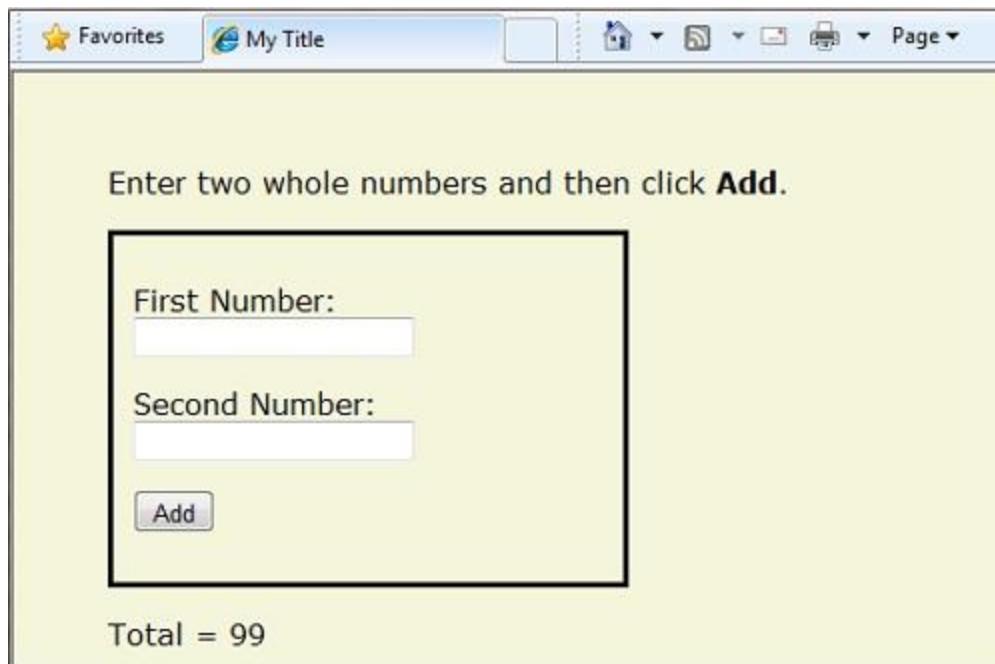 Favorites My Title Page
Enter two whole numbers and then click Add.
First Number:
Second Number:
Add
Total = 99